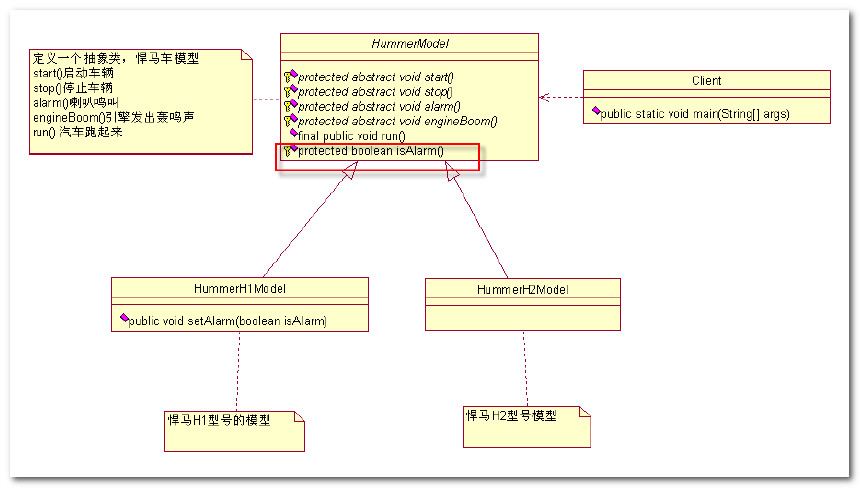 定义一个抽象类，悍马车模型
start()启动车辆
stop()停止车辆
alarm()喇叭鸣叫
engineBoom()引擎发出轰鸣声
run() 汽车跑起来
HummerModel
protected abstract void start()
protected abstract void stop()
protected abstract void alarm()
protected abstract void engineBoom()
final public void run()
protected boolean isAlarm()
Client
public static void main(String[] args)
HummerH1Model
public void setAlarm(boolean isAlarm)
HummerH2Model
悍马H1型号的模型
悍马H2型号模型